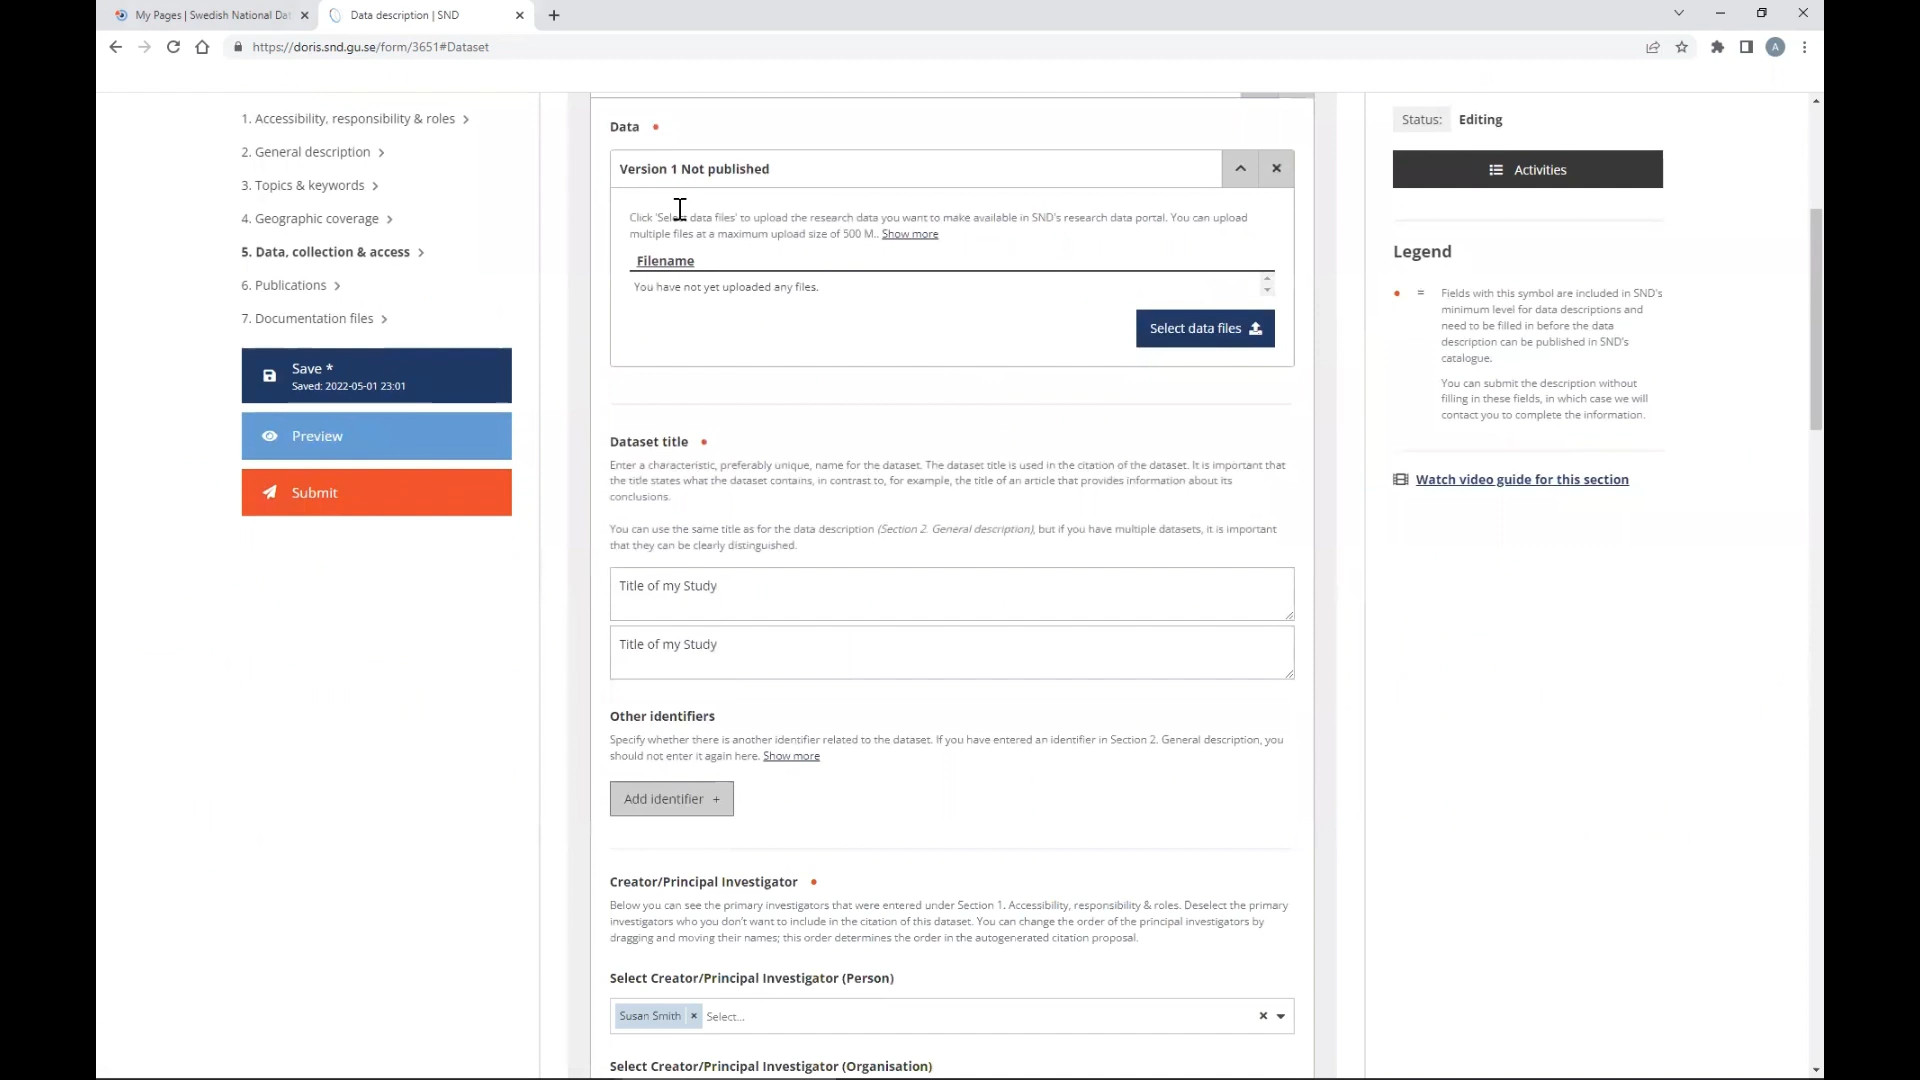 My Pages | Swedish National Dat
Data description | SND
https://doris.snd.gu.se/form/3651#Dataset
A
1. Accessibility, responsibility & roles
2. General description
3. Topics & keywords
4. Geographic coverage
5. Data, collection & access
6. Publications
7. Documentation files
Save *
Saved: 2022-05-01 23:01
Preview
Submit
Data
Version 1 Not published
Click 'Select data files' to upload the research data you want to make available in SND's research data portal. You can upload
multiple files at a maximum upload size of 500 M.. Show more
Filename
You have not yet uploaded any files.
Select data files
Dataset title
Enter a characteristic, preferably unique, name for the dataset. The dataset title is used in the citation of the dataset. It is important that
the title states what the dataset contains, in contrast to, for example, the title of an article that provides information about its
conclusions.
You can use the same title as for the data description (Section 2. General description), but if you have multiple datasets, it is important
that they can be clearly distinguished.
Title of my Study
Title of my Study
Other identifiers
Specify whether there is another identifier related to the dataset. If you have entered an identifier in Section 2. General description, you
should not enter it again here. Show more
Add identifier +
Creator/Principal Investigator
Below you can see the primary investigators that were entered under Section 1. Accessibility, responsibility & roles. Deselect the primary
investigators who you don't want to include in the citation of this dataset. You can change the order of the principal investigators by
dragging and moving their names; this order determines the order in the autogenerated citation proposal.
Select Creator/Principal Investigator (Person)
Susan Smith × Select...
Select Creator/Principal Investigator (Organisation)
Status: Editing
Activities
Legend
= Fields with this symbol are included in SND's
minimum level for data descriptions and
need to be filled in before the data
description can be published in SND's
catalogue.
You can submit the description without
filling in these fields, in which case we will
contact you to complete the information.
Watch video guide for this section